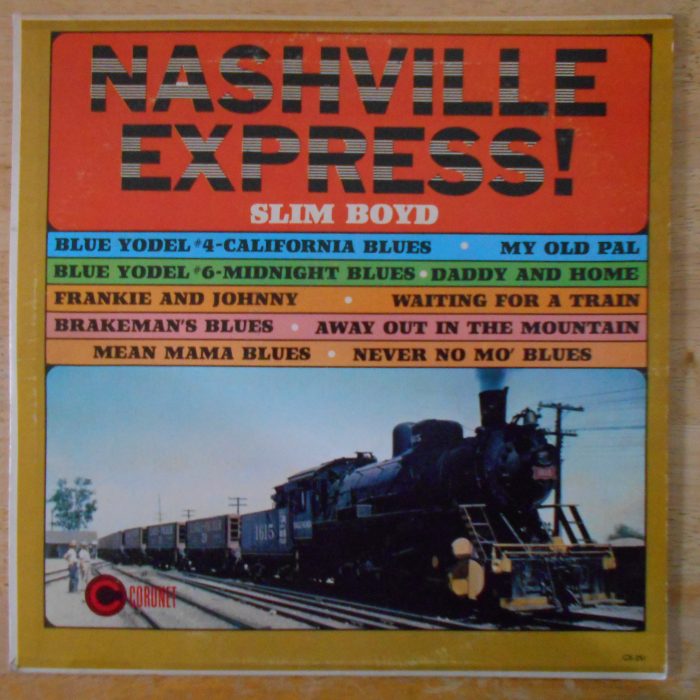 NASHVILLE
EXPRESS!
SLIM BOYD
BLUE YODEL #4-CALIFORNIA BLUES • MY OLD PAL
BLUE YODEL #6-MIDNIGHT BLUES • DADDY AND HOME
FRANKIE AND JOHNNY • WAITING FOR A TRAIN
BRAKEMAN'S BLUES • AWAY OUT IN THE MOUNTAIN
MEAN MAMA BLUES • NEVER NO MO' BLUES
1615
CORONET